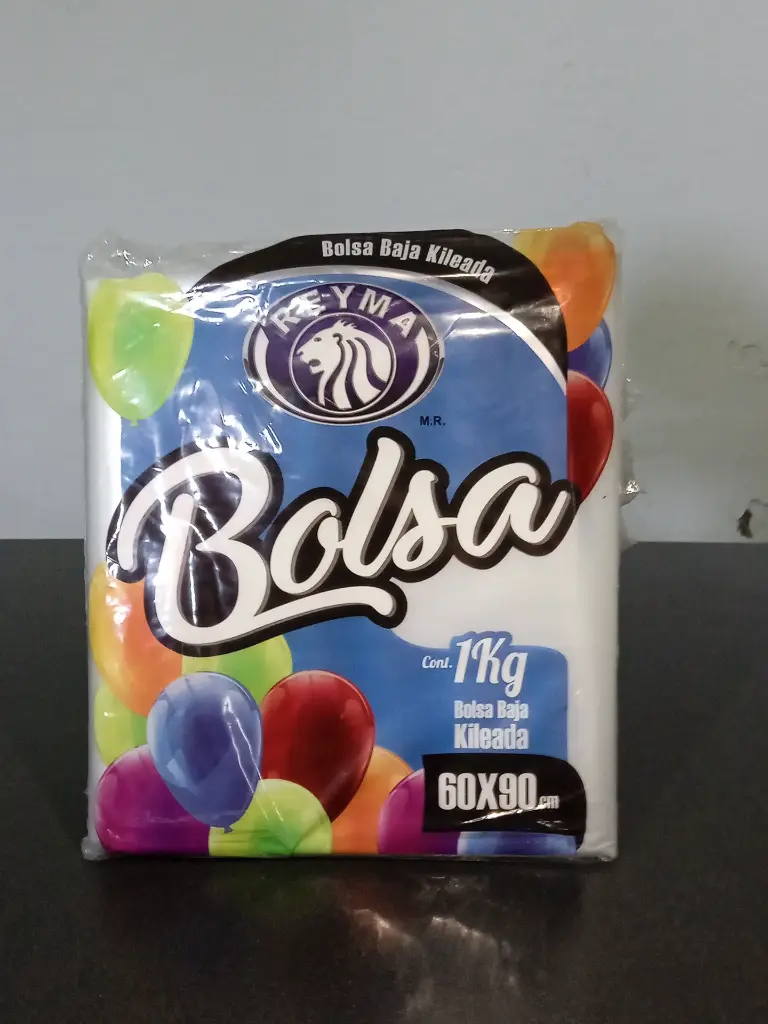 Bolsa Baja Kileada
REYMA
M.R.
Bolsa
Cont. 1Kg
Bolsa Baja
Kileada
60X90 cm